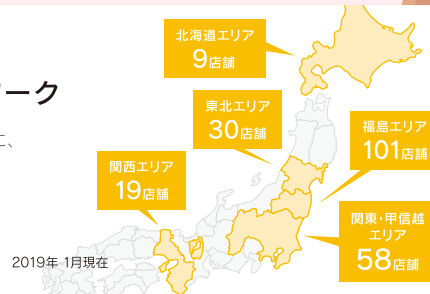 北海道エリア
9店舗
ーク
東北エリア
30店舗
に、
福島エリア
101店舗
関西エリア
19店舗
関東・甲信越
エリア
58店舗
2019年 1月現在